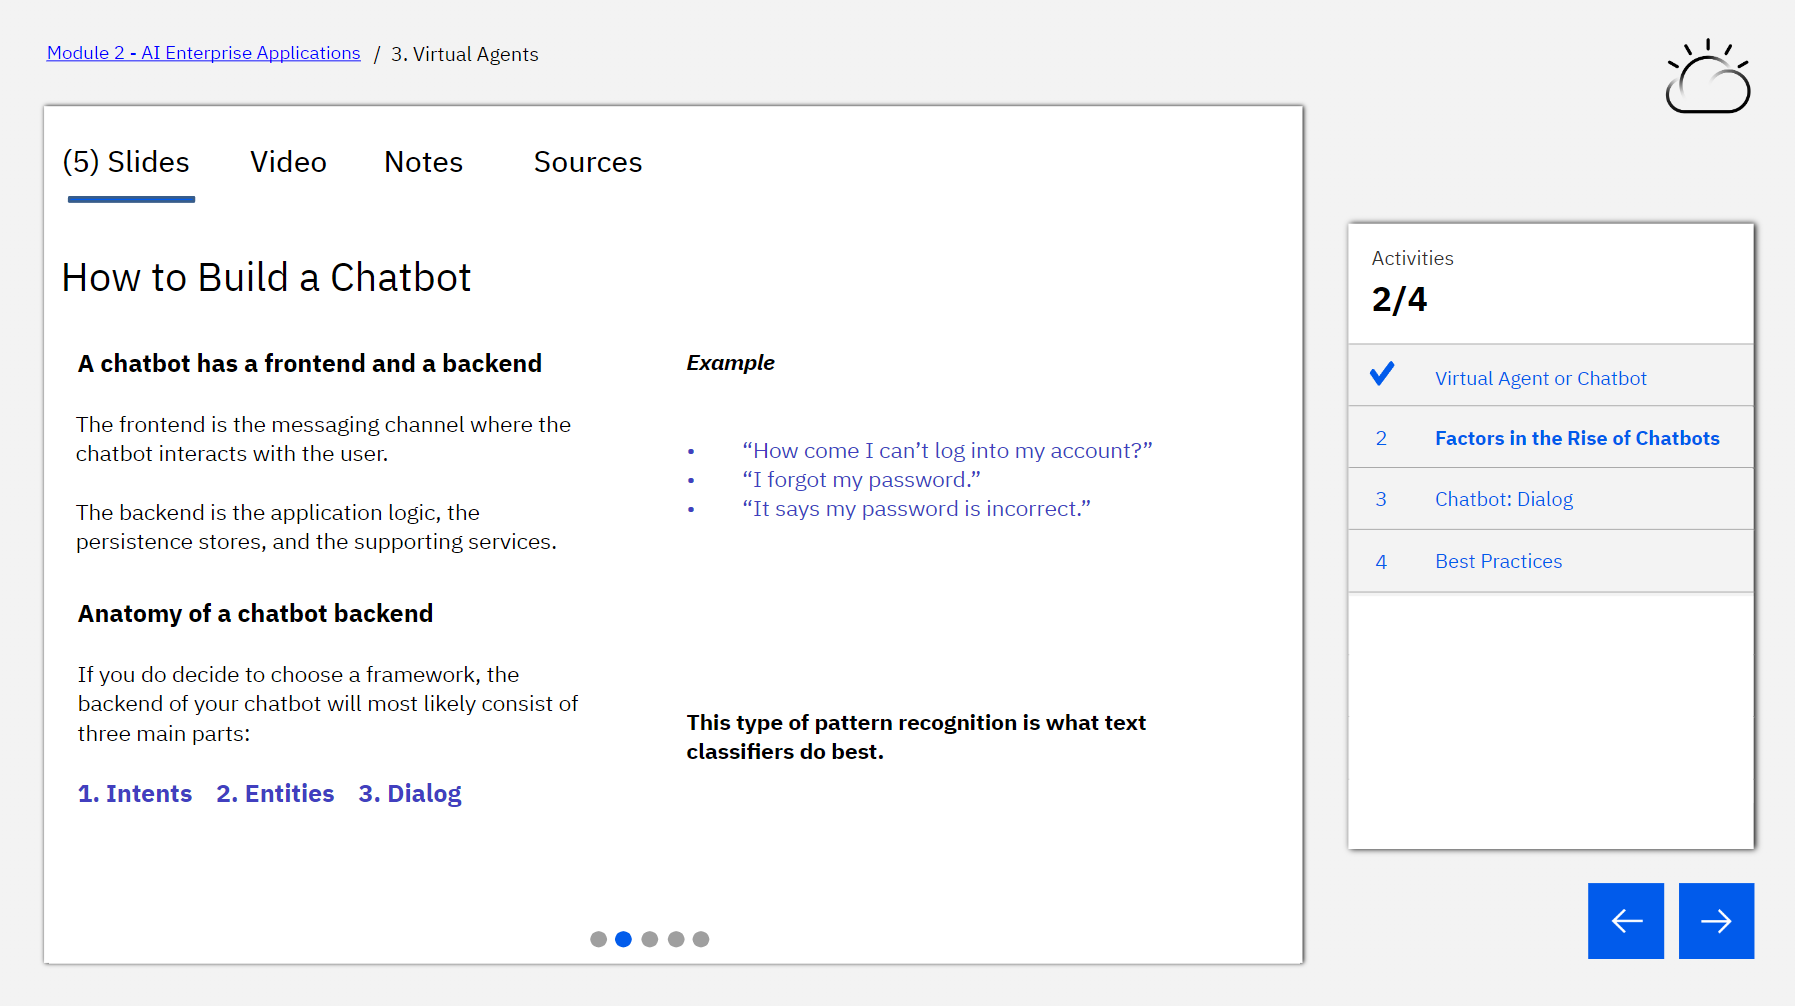 Module 2 - AI Enterprise Applications / 3. Virtual Agents
(5) Slides Video Notes Sources
How to Build a Chatbot
A chatbot has a frontend and a backend
The frontend is the messaging channel where the
chatbot interacts with the user.
The backend is the application logic, the
persistence stores, and the supporting services.
Anatomy of a chatbot backend
If you do decide to choose a framework, the
backend of your chatbot will most likely consist of
three main parts:
1. Intents 2. Entities 3. Dialog
Example
• “How come I can’t log into my account?”
• “I forgot my password.”
• “It says my password is incorrect.”
This type of pattern recognition is what text
classifiers do best.
Activities
2/4
Virtual Agent or Chatbot
2 Factors in the Rise of Chatbots
3 Chatbot: Dialog
4 Best Practices